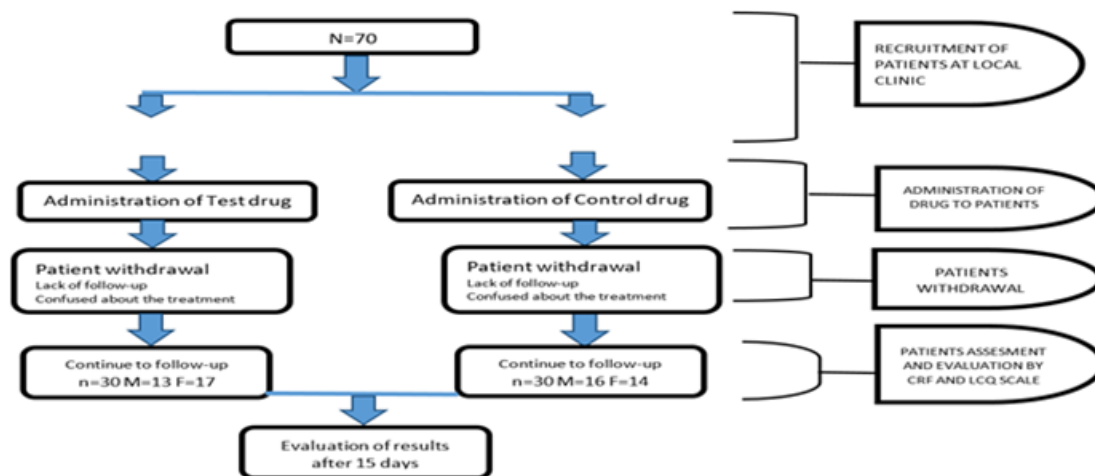 N=70
RECRUITMENT OF
PATIENTS AT LOCAL
CLINIC
Administration of Test drug
Administration of Control drug
ADMINISTRATION OF
DRUG TO PATIENTS
Patient withdrawal
Lack of follow-up
Confused about the treatment
Patient withdrawal
Lack of follow-up
Confused about the treatment
PATIENTS
WITHDRAWAL
Continue to follow-up
n=30 M=13 F=17
Continue to follow-up
n=30 M=16 F=14
PATIENTS ASSESMENT
AND EVALUATION BY
CRF AND LCQ SCALE
Evaluation of results
after 15 days